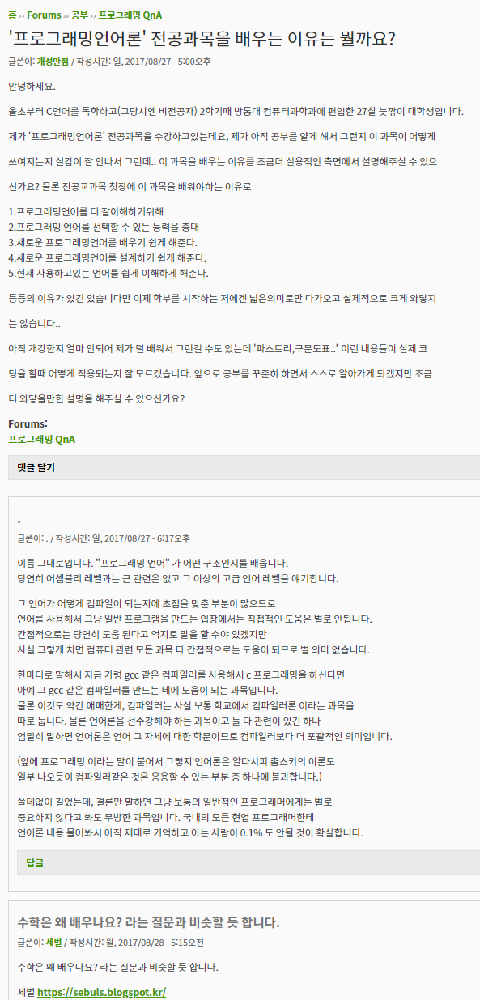 홈 ›› Forums ›› 공부 ›› 프로그래밍 QnA
'프로그래밍언어론' 전공과목을 배우는 이유는 뭘까요?
글쓴이: 개성만점 / 작성시간: 일, 2017/08/27 - 5:00오후
안녕하세요.
올초부터 C언어를 독학하고(그당시엔 비전공자) 2학기때 방통대 컴퓨터과학과에 편입한 27살 늦깎이 대학생입니다.
제가 '프로그래밍언어론' 전공과목을 수강하고있는데요, 제가 아직 공부를 얕게 해서 그런지 이 과목이 어떻게
쓰여지는지 실감이 잘 안나서 그런데.. 이 과목을 배우는 이유를 조금더 실용적인 측면에서 설명해주실 수 있으
신가요? 물론 전공교과목 첫장에 이 과목을 배워야하는 이유로
1.프로그래밍언어를 더 잘이해하기위해
2.프로그래밍 언어를 선택할 수 있는 능력을 증대
3.새로운 프로그래밍언어를 배우기 쉽게 해준다.
4.새로운 프로그래밍언어를 설계하기 쉽게 해준다.
5.현재 사용하고있는 언어를 쉽게 이해하게 해준다.
등등의 이유가 있긴 있습니다만 이제 학부를 시작하는 저에겐 넓은의미로만 다가오고 실제적으로 크게 와닿지
는 않습니다..
아직 개강한지 얼마 안되어 제가 덜 배워서 그런걸 수도 있는데 '파스트리,구문도표..' 이런 내용들이 실제 코
딩을 할때 어떻게 적용되는지 잘 모르겠습니다. 앞으로 공부를 꾸준히 하면서 스스로 알아가게 되겠지만 조금
더 와닿을만한 설명을 해주실 수 있으신가요?
Forums:
프로그래밍 QnA
댓글 달기
.
글쓴이: . / 작성시간: 일, 2017/08/27 - 6:17오후
이름 그대로입니다. "프로그래밍 언어" 가 어떤 구조인지를 배웁니다.
당연히 어셈블리 레벨과는 큰 관련은 없고 그 이상의 고급 언어 레벨을 얘기합니다.
그 언어가 어떻게 컴파일이 되는지에 초점을 맞춘 부분이 많으므로
언어를 사용해서 그냥 일반 프로그램을 만드는 입장에서는 직접적인 도움은 별로 안됩니다.
간접적으로는 당연히 도움 된다고 억지로 말을 할 수야 있겠지만
사실 그렇게 치면 컴퓨터 관련 모든 과목 다 간접적으로는 도움이 되므로 별 의미 없습니다.
한마디로 말해서 지금 가령 gcc 같은 컴파일러를 사용해서 c 프로그래밍을 하신다면
아예 그 gcc 같은 컴파일러를 만드는 데에 도움이 되는 과목입니다.
물론 이것도 약간 애매한게, 컴파일러는 사실 보통 학교에서 컴파일러론 이라는 과목을
따로 둡니다. 물론 언어론을 선수강해야 하는 과목이고 둘 다 관련이 있긴 하나
엄밀히 말하면 언어론은 언어 그 자체에 대한 학문이므로 컴파일러보다 더 포괄적인 의미입니다.
(앞에 프로그래밍 이라는 말이 붙어서 그렇지 언어론은 알다시피 촘스키의 이론도
일부 나오듯이 컴파일러같은 것은 응용할 수 있는 부분 중 하나에 불과합니다.)
쓸데없이 길었는데, 결론만 말하면 그냥 보통의 일반적인 프로그래머에게는 별로
중요하지 않다고 봐도 무방한 과목입니다. 국내의 모든 현업 프로그래머한테
언어론 내용 물어봐서 아직 제대로 기억하고 아는 사람이 0.1% 도 안될 것이 확실합니다.
답글
수학은 왜 배우나요? 라는 질문과 비슷할 듯 합니다.
글쓴이: 세벌 / 작성시간: 월, 2017/08/28 - 5:15오전
수학은 왜 배우나요? 라는 질문과 비슷할 듯 합니다.
세벌 https://sebuls.blogspot.kr/